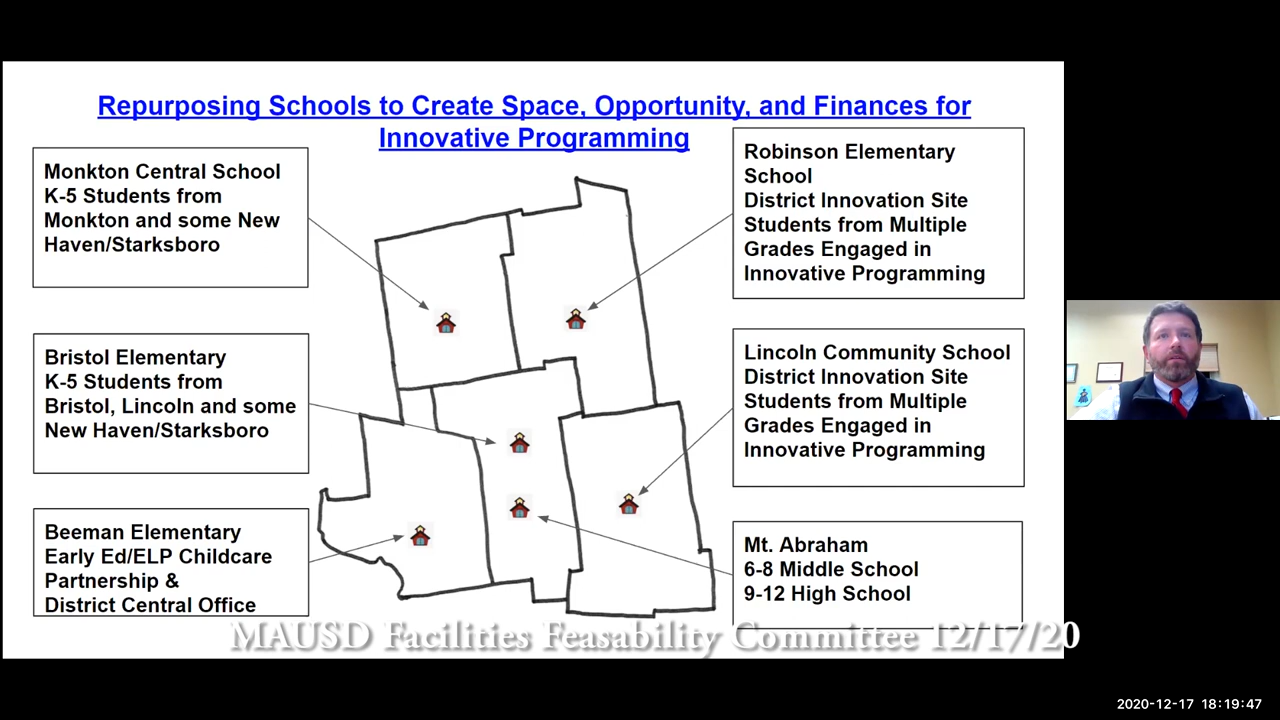 Repurposing Schools to Create Space, Opportunity, and Finances for
Innovative Programming
Monkton Central School
K-5 Students from
Monkton and some New
Haven/Starksboro
Bristol Elementary
K-5 Students from
Bristol, Lincoln and some
New Haven/Starksboro
Beeman Elementary
Early Ed/ELP Childcare
Partnership &
District Central Office
Robinson Elementary
School
District Innovation Site
Students from Multiple
Grades Engaged in
Innovative Programming
Lincoln Community School
District Innovation Site
Students from Multiple
Grades Engaged in
Innovative Programming
Mt. Abraham
6-8 Middle School
9-12 High School
MAUSD Facilities Feasability Committee 12/17/20
2020-12-17 18:19:47